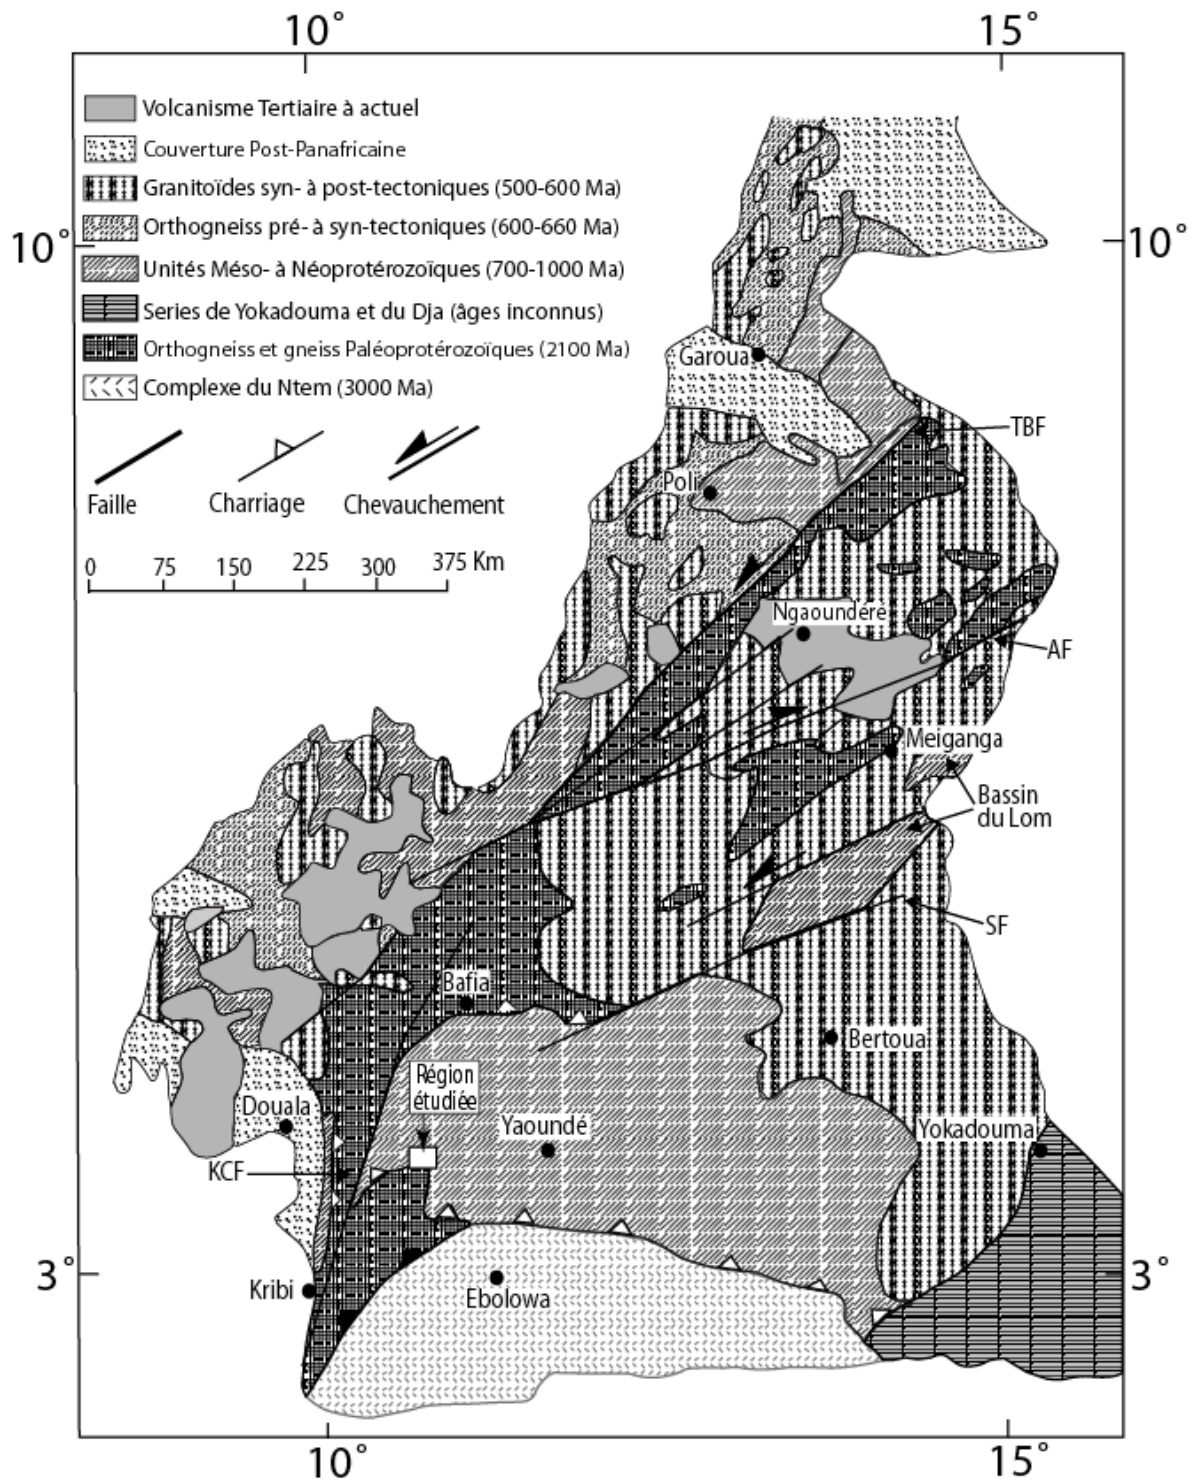 10°
15°
Volcanisme Tertiaire à actuel
Couverture Post-Panafricaine
Granitoïdes syn- à post-tectoniques (500-600 Ma)
Orthogneiss pré- à syn-tectoniques (600-660 Ma)
10°
10°
Unités Méso- à Néoprotérozoïques (700-1000 Ma)
Series de Yokadouma et du Dja (âges inconnus)
Orthogneiss et gneiss Paléoprotérozoïques (2100 Ma)
Garoua
Complexe du Ntem (3000 Ma)
TBF
Poli
Faille
Charriage
Chevauchement
0 75 150 225 300 375 Km
Ngaoundéré
AF
Meiganga
Bassin
du Lom
SF
Bafia
Bertoua
Région
étudiée
Douala
Yaoundé
Yokadouma
KCF
3°
3°
Kribi
Ebolowa
10°
15°